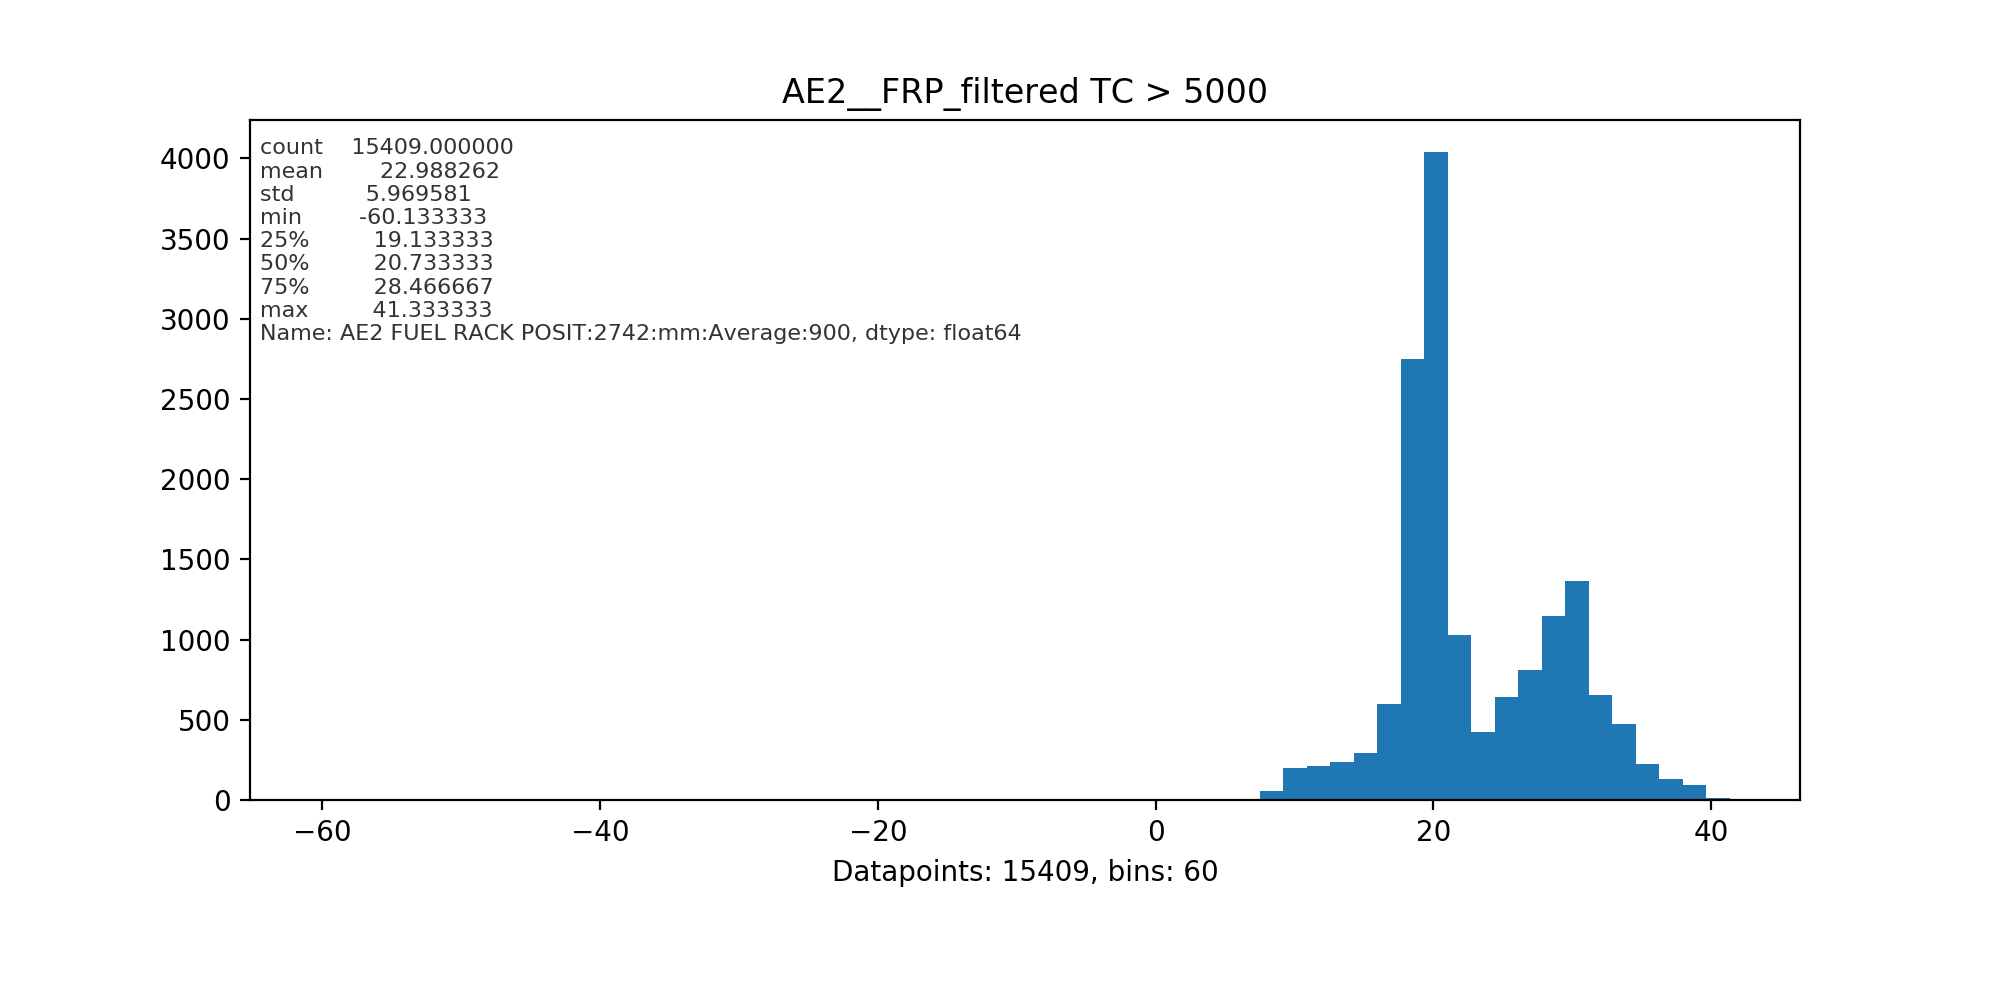 AE2__FRP_filtered TC > 5000
count 15409.000000
mean 22.988262
std 5.969581
min -60.133333
25% 19.133333
50% 20.733333
75% 28.466667
max 41.333333
Name: AE2 FUEL RACK POSIT:2742:mm:Average:900, dtype: float64
4000
3500
3000
2500
2000
1500
1000
500
0
−60 −40 −20 0 20 40
Datapoints: 15409, bins: 60